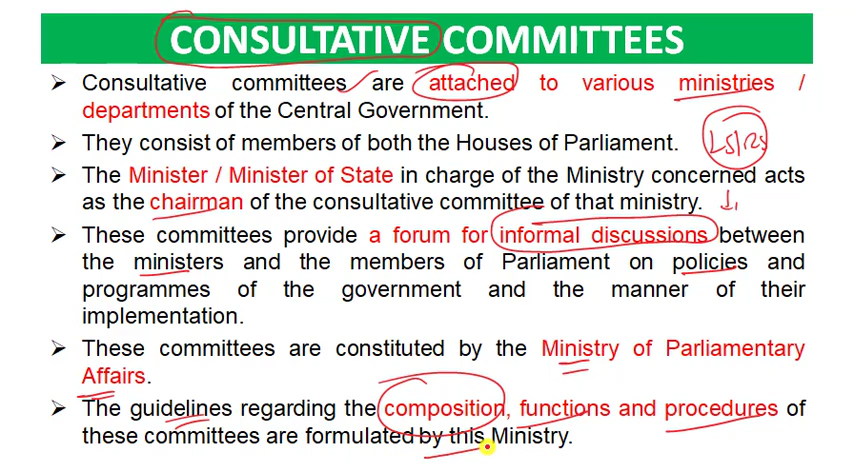 CONSULTATIVE COMMITTEES
➢ Consultative committees are attached to various ministries /
departments of the Central Government.
➢ They consist of members of both the Houses of Parliament.
LS/RS
➢ The Minister / Minister of State in charge of the Ministry concerned acts
as the chairman of the consultative committee of that ministry.
➢ These committees provide a forum for informal discussions between
the ministers and the members of Parliament on policies and
programmes of the government and the manner of their
implementation.
➢ These committees are constituted by the Ministry of Parliamentary
Affairs.
➢ The guidelines regarding the composition, functions and procedures of
these committees are formulated by this Ministry.